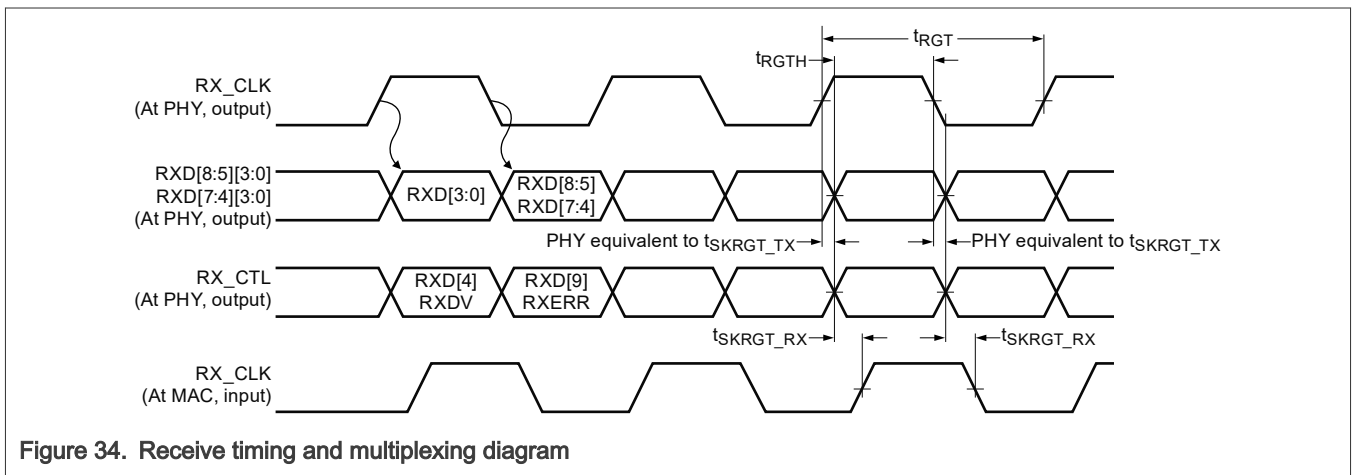 tRGT
tRGTH
RX_CLK
(At PHY, output)
RXD[8:5][3:0]
RXD[7:4][3:0]
(At PHY, output)
RXD[3:0]
RXD[8:5]
RXD[7:4]
PHY equivalent to tSKRGT_TX
PHY equivalent to tSKRGT_TX
RX_CTL
(At PHY, output)
RXD[4]
RXDV
RXD[9]
RXERR
tSKRGT_RX
tSKRGT_RX
RX_CLK
(At MAC, input)
Figure 34. Receive timing and multiplexing diagram